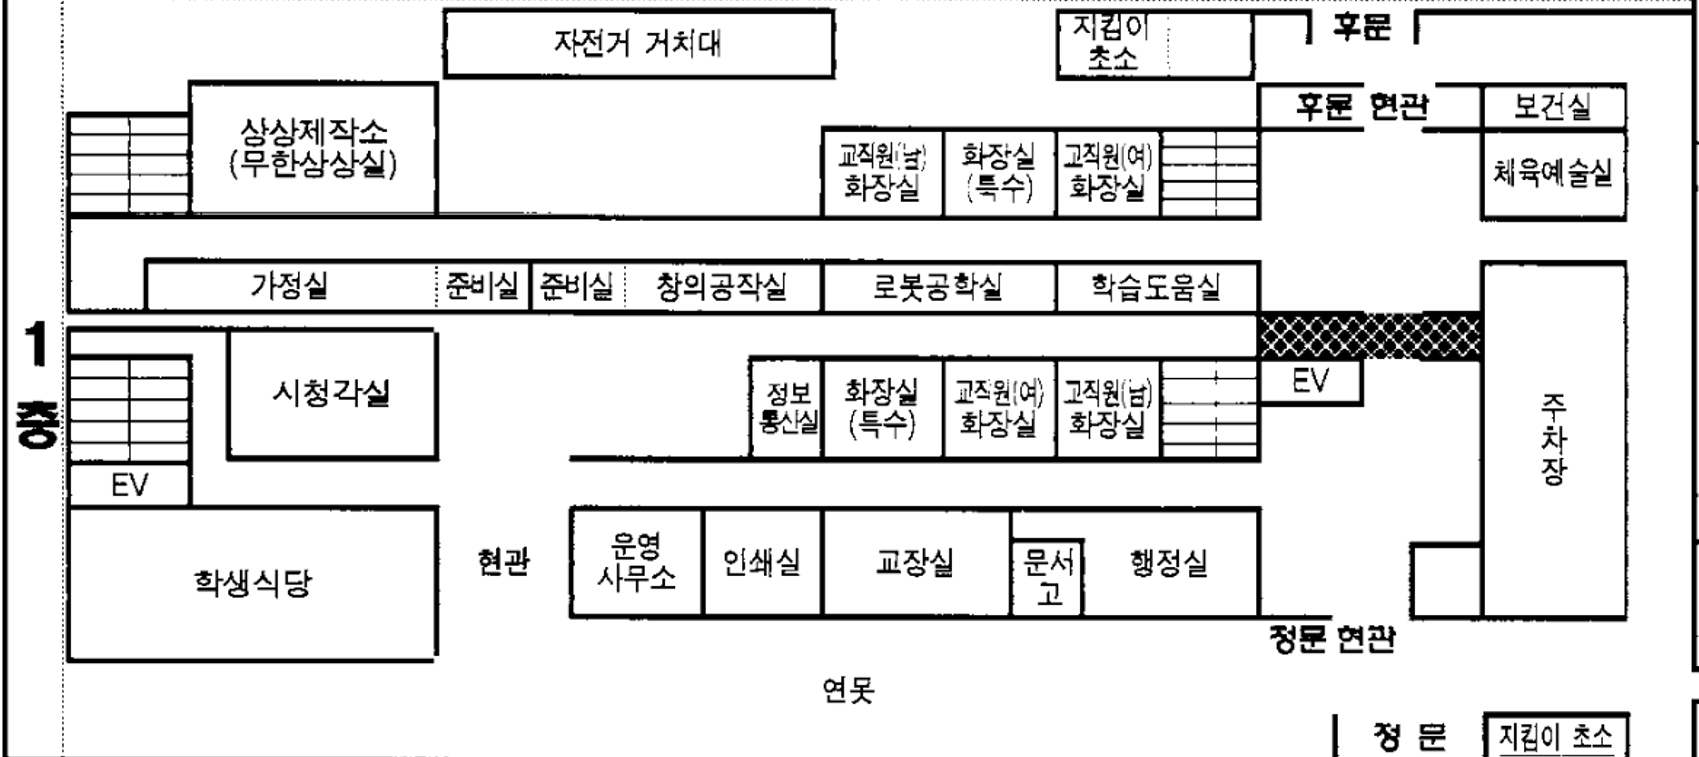 자전거 거치대
지킴이
초소
후문
후문 현관
보건실
상상제작소
(무한상상실)
교직원(남)
화장실
화장실
(특수)
교직원(여)
화장실
체육예술실
가정실
준비실
준비실
창의공작실
로봇공학실
학습도움실
1
층
시청각실
정보
통신실
화장실
(특수)
교직원(여)
화장실
교직원(남)
화장실
EV
주
차
장
EV
학생식당
현관
운영
사무소
인쇄실
교장실
문서
고
행정실
정문 현관
연못
정 문
지킴이 초소